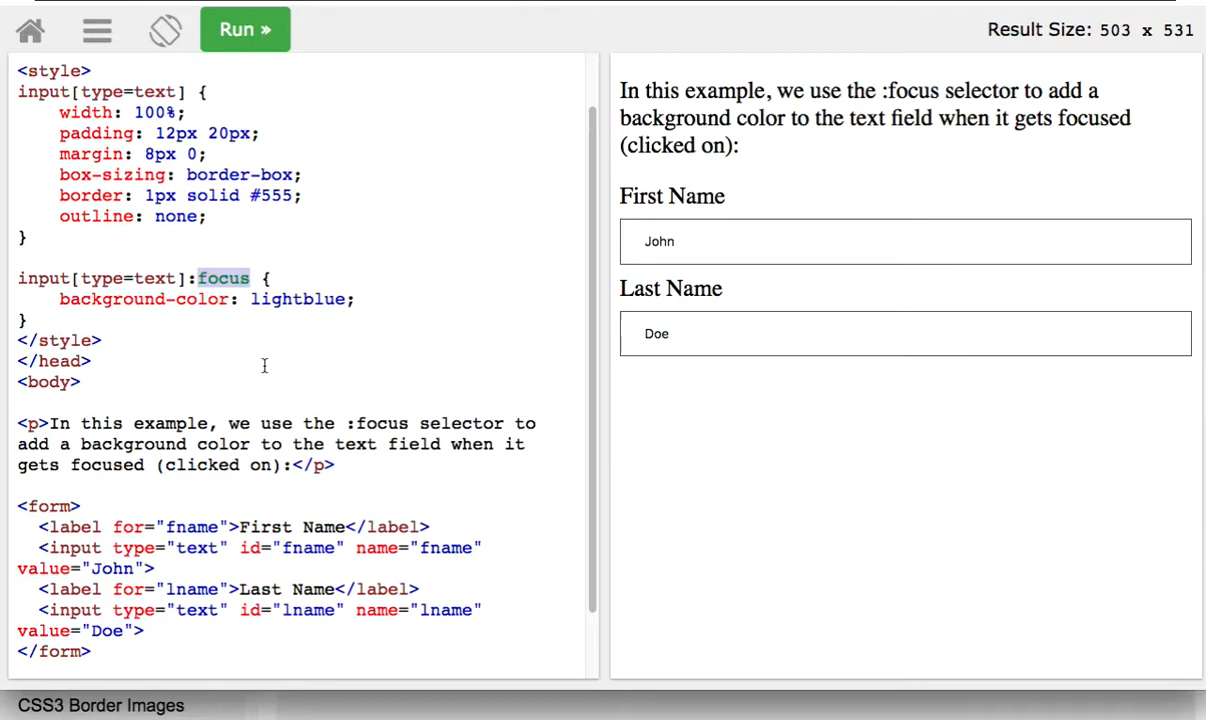 Run »
Result Size: 503 x 531
<style>
input[type=text] {
    width: 100%;
    padding: 12px 20px;
    margin: 8px 0;
    box-sizing: border-box;
    border: 1px solid #555;
    outline: none;
}
input[type=text]:focus {
    background-color: lightblue;
}
</style>
</head>
<body>
<p>In this example, we use the :focus selector to
add a background color to the text field when it
gets focused (clicked on):</p>
<form>
  <label for="fname">First Name</label>
  <input type="text" id="fname" name="fname"
value="John">
  <label for="lname">Last Name</label>
  <input type="text" id="lname" name="lname"
value="Doe">
</form>
In this example, we use the :focus selector to add a
background color to the text field when it gets focused
(clicked on):
First Name
John
Last Name
Doe
CSS3 Border Images